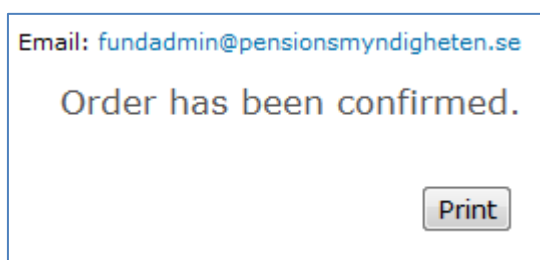 Email: fundadmin@pensionsmyndigheten.se
Order has been confirmed.
Print